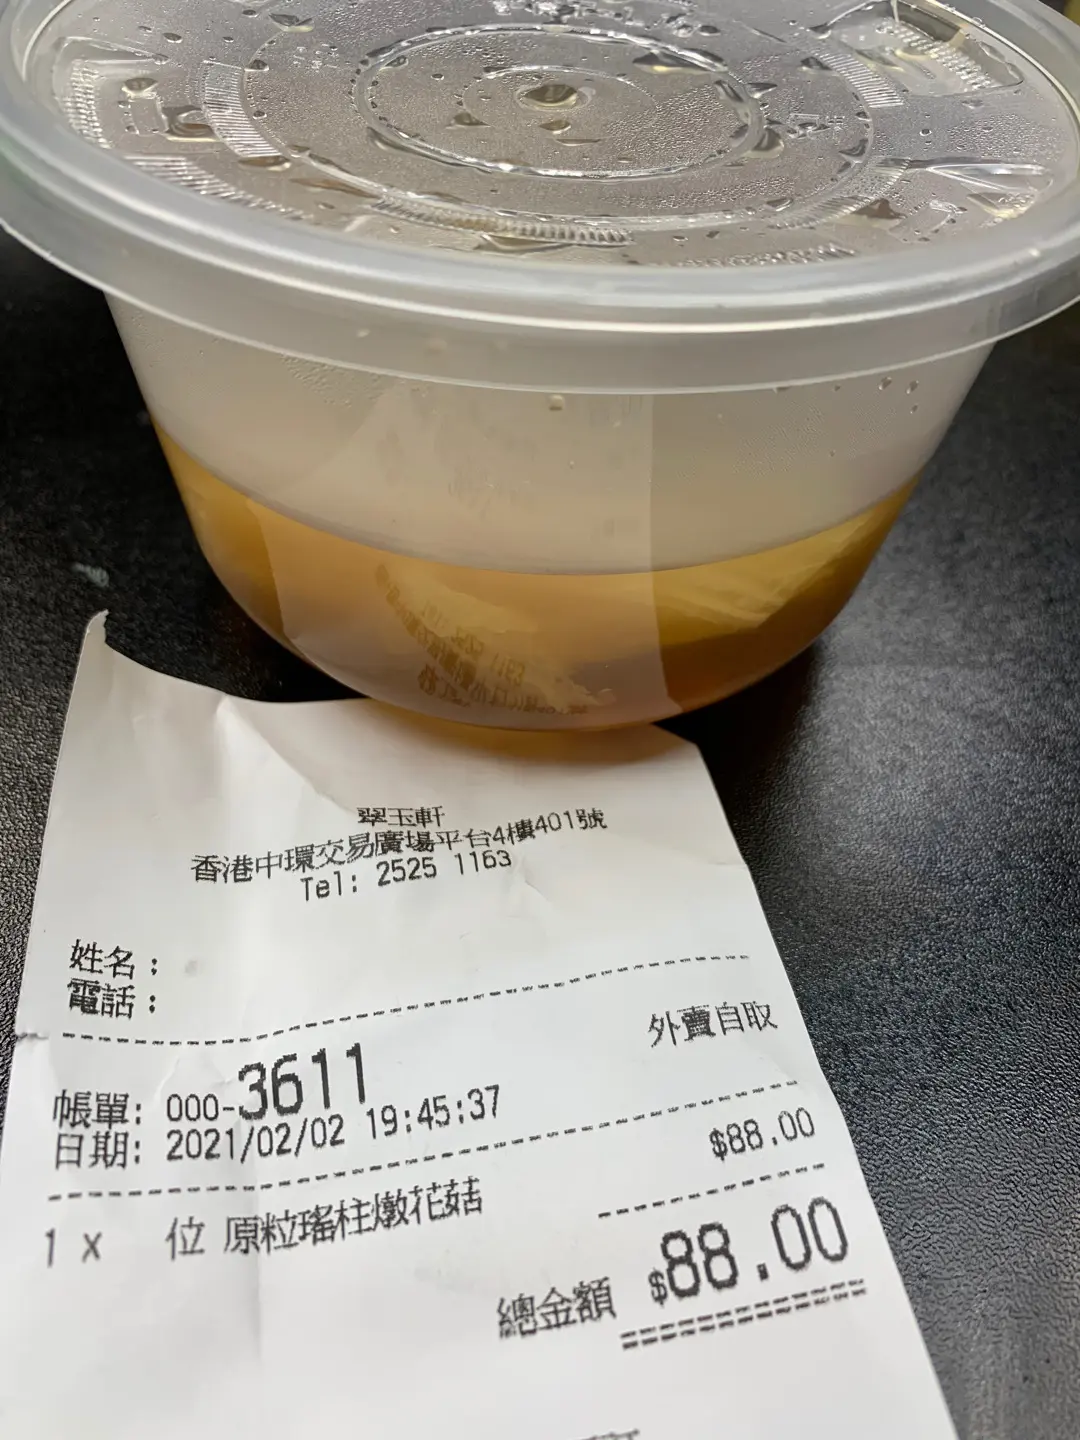 翠玉軒
香港中環交易廣場平台4樓401號
Tel: 2525 1163
姓名：
電話：
外賣自取
帳單: 000-3611
日期: 2021/02/02 19:45:37
$88.00
1 x 位 原粒瑤柱燉花菇
總金額 $88.00